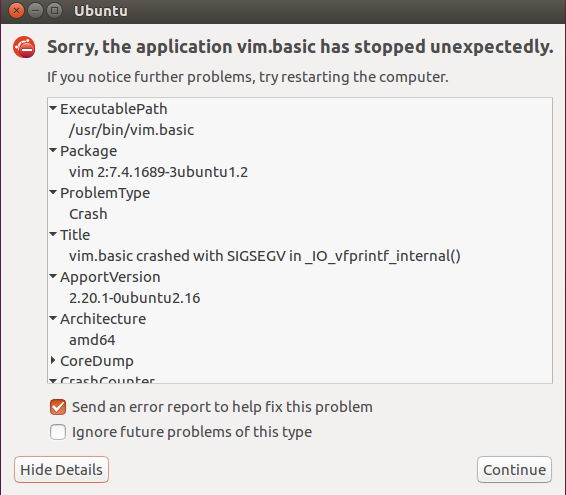 Ubuntu
Sorry, the application vim.basic has stopped unexpectedly.
If you notice further problems, try restarting the computer.
ExecutablePath
/usr/bin/vim.basic
Package
vim 2:7.4.1689-3ubuntu1.2
ProblemType
Crash
Title
vim.basic crashed with SIGSEGV in _IO_vfprintf_internal()
ApportVersion
2.20.1-0ubuntu2.16
Architecture
amd64
CoreDump
CrashCounter
Send an error report to help fix this problem
Ignore future problems of this type
Hide Details
Continue